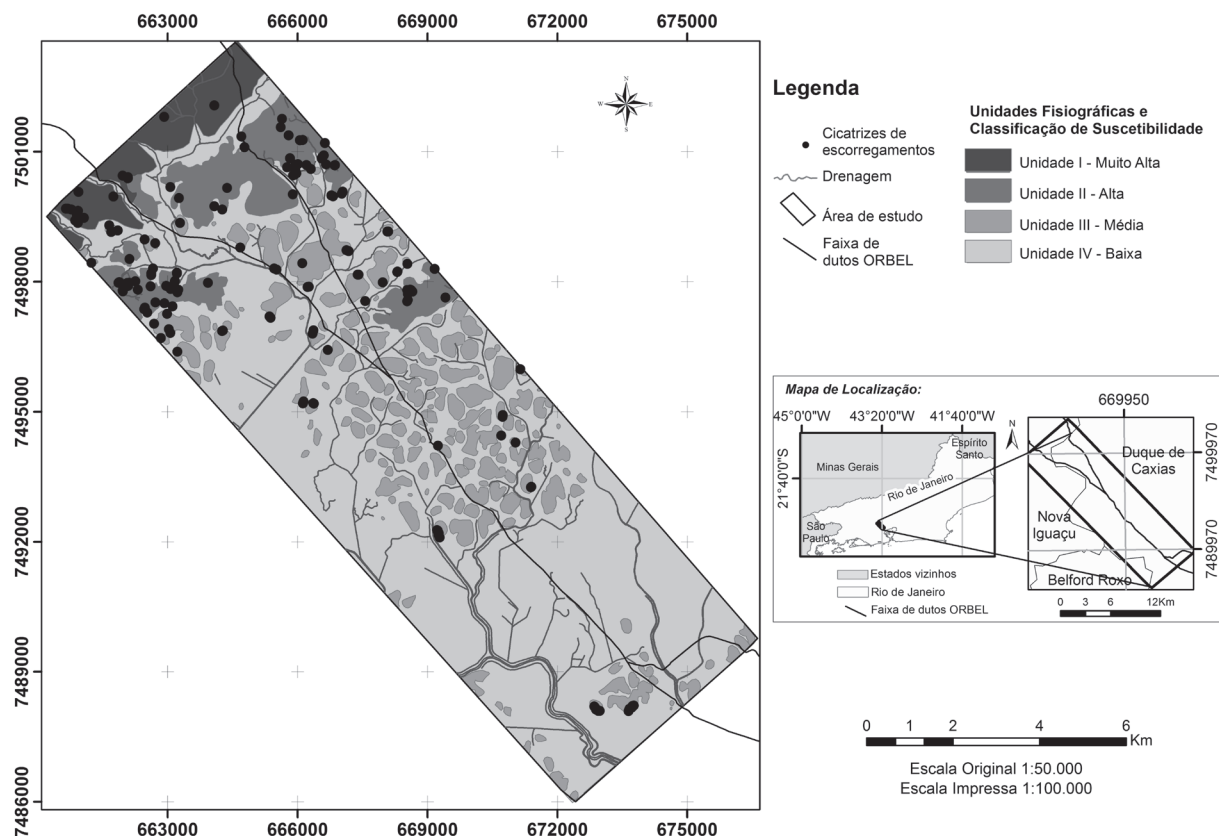 663000 666000 669000 672000 675000
7501000
7498000
7495000
7492000
7489000
7486000
663000 666000 669000 672000 675000
N
W E
S
Legenda
Cicatrizes de
escorregamentos
Drenagem
Área de estudo
Faixa de
dutos ORBEL
Unidades Fisiográficas e
Classificação de Suscetibilidade
Unidade I - Muito Alta
Unidade II - Alta
Unidade III - Média
Unidade IV - Baixa
Mapa de Localização:
45°0'0"W 43°20'0"W 41°40'0"W
21°40'0"S
Minas Gerais
Espírito
Santo
Rio de Janeiro
São
Paulo
Estados vizinhos
Rio de Janeiro
Faixa de dutos ORBEL
N
669950
7499970
7489970
Duque de
Caxias
Nova
Iguaçu
Belford Roxo
0 3 6 12Km
0 1 2 4 6
Km
Escala Original 1:50.000
Escala Impressa 1:100.000